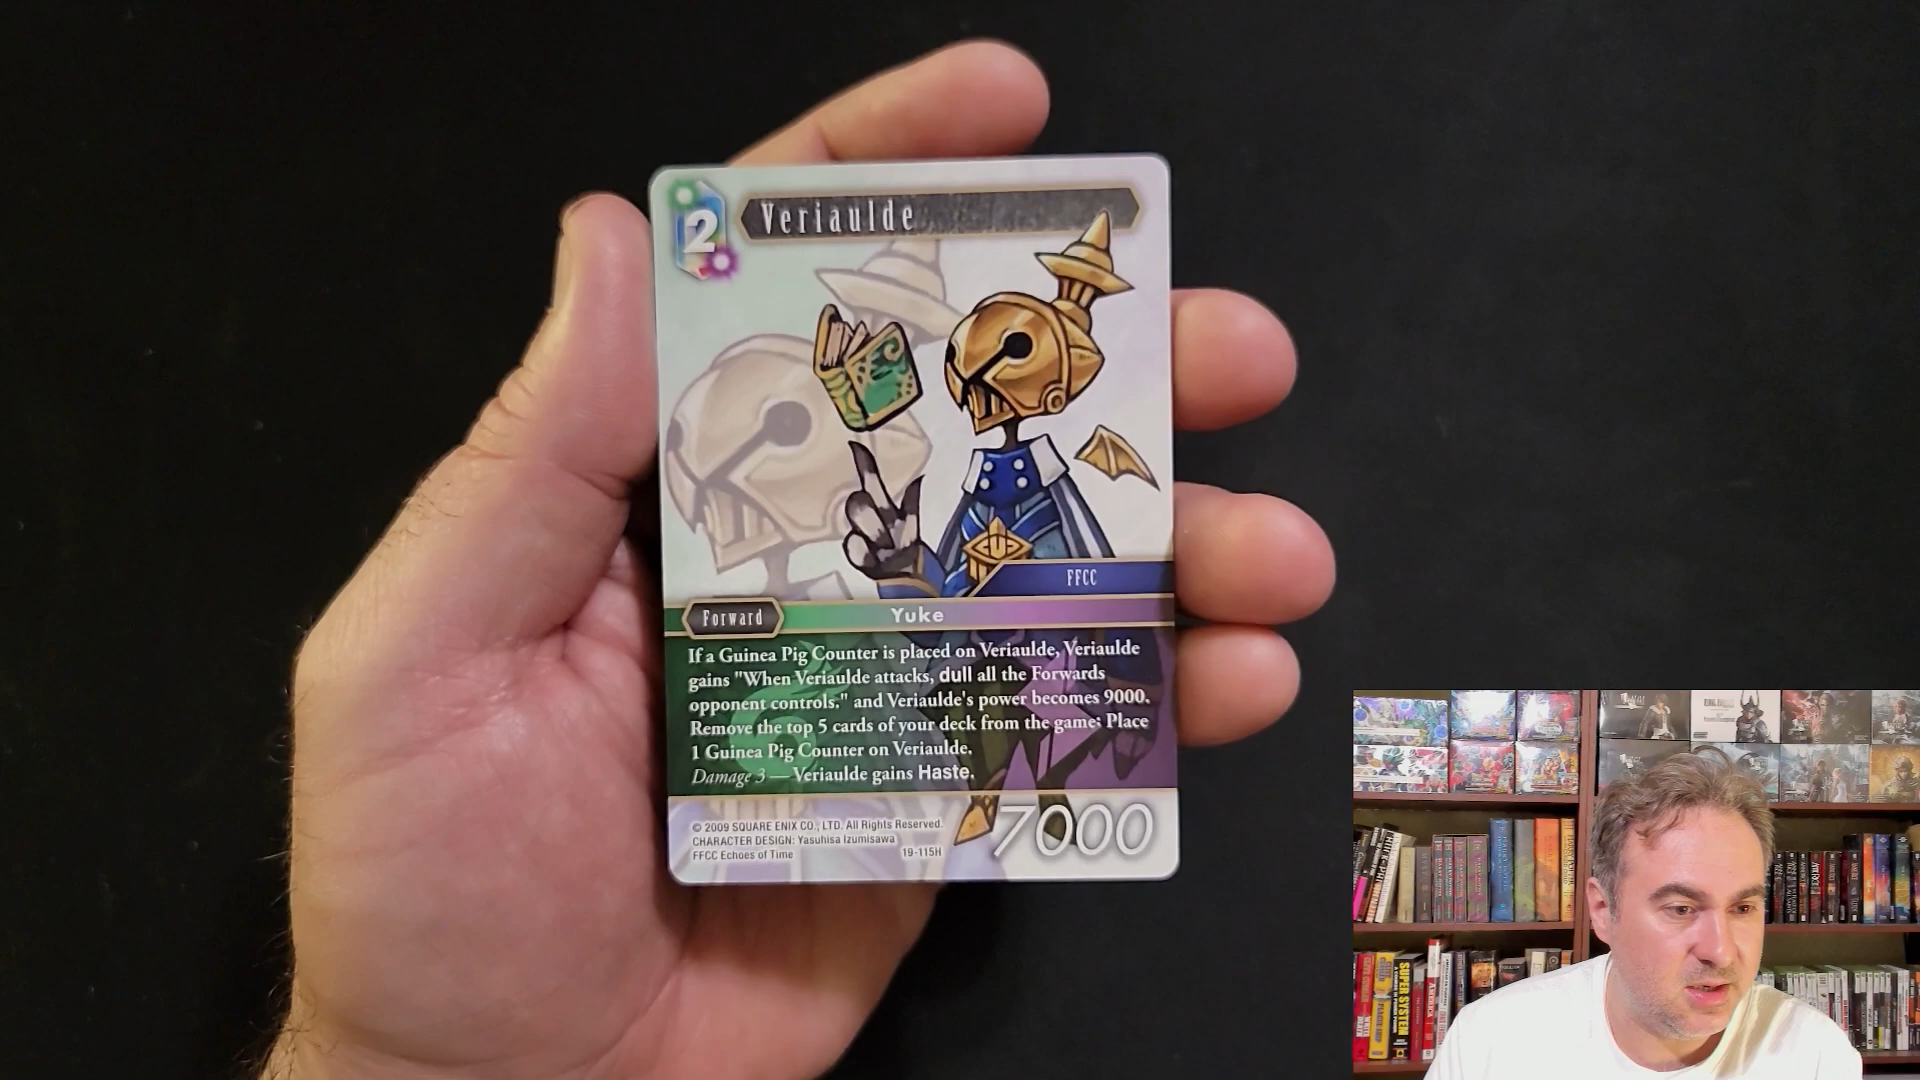 2
Veriaulde
FFCC
Forward
Yuke
If a Guinea Pig Counter is placed on Veriaulde, Veriaulde
gains "When Veriaulde attacks, dull all the Forwards
opponent controls." and Veriaulde's power becomes 9000.
Remove the top 5 cards of your deck from the game: Place
1 Guinea Pig Counter on Veriaulde.
Damage 3 — Veriaulde gains Haste.
© 2009 SQUARE ENIX CO., LTD. All Rights Reserved.
CHARACTER DESIGN: Yasuhisa Izumisawa
FFCC Echoes of Time
19-115H
7000
SUPER SYSTEM